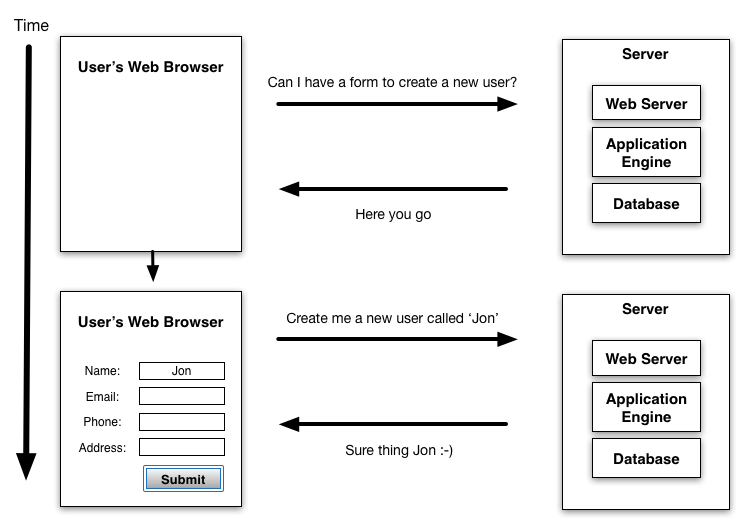 Time
User's Web Browser
Can I have a form to create a new user?
Here you go
Server
Web Server
Application
Engine
Database
User's Web Browser
Name:
Jon
Email:
Phone:
Address:
Submit
Create me a new user called ‘Jon’
Sure thing Jon :-)
Server
Web Server
Application
Engine
Database